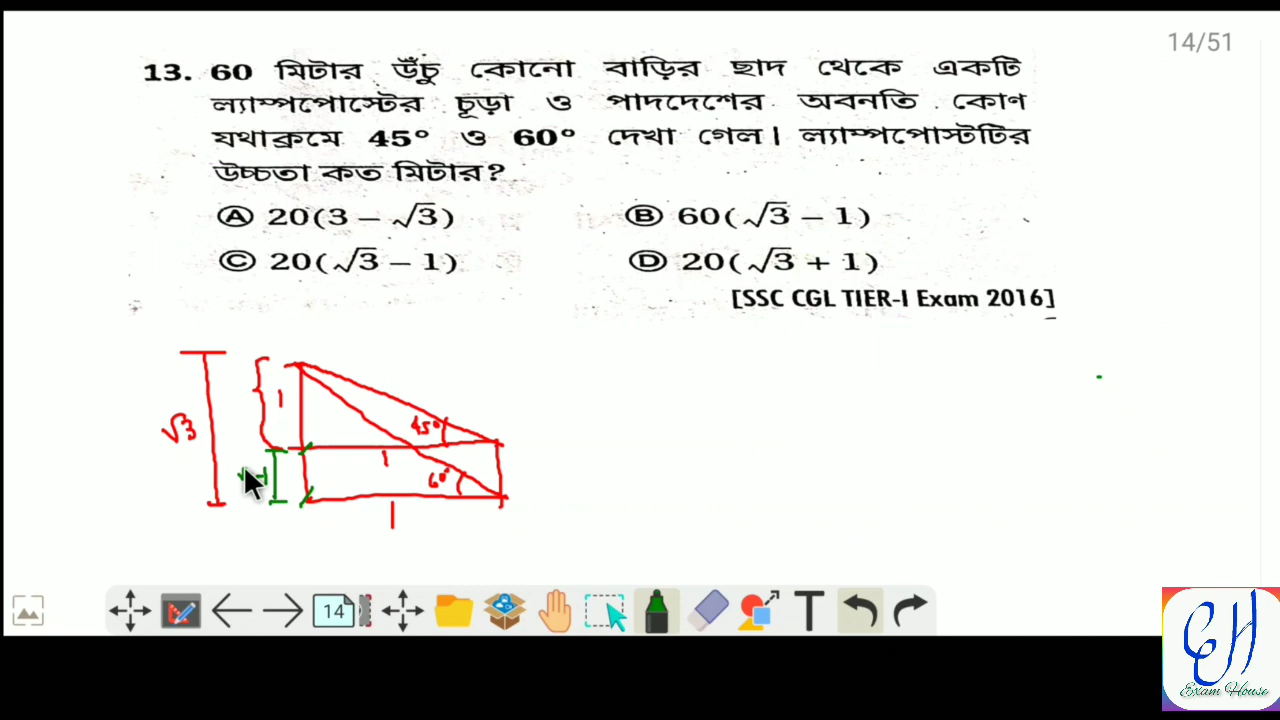 14/51
13. 60 মিটার উঁচু কোনো বাড়ির ছাদ থেকে একটি
ল্যাম্পপোস্টের চূড়া ও পাদদেশের অবনতি কোণ
যথাক্রমে 45° ও 60° দেখা গেল। ল্যাম্পপোস্টটির
উচ্চতা কত মিটার?
Ⓐ 20(3 − √3) Ⓑ 60(√3 − 1)
Ⓒ 20(√3 − 1) Ⓓ 20(√3 + 1)
[SSC CGL TIER-I Exam 2016]
√3
1
45°
1
60°
1
14
T
EH
Exam House